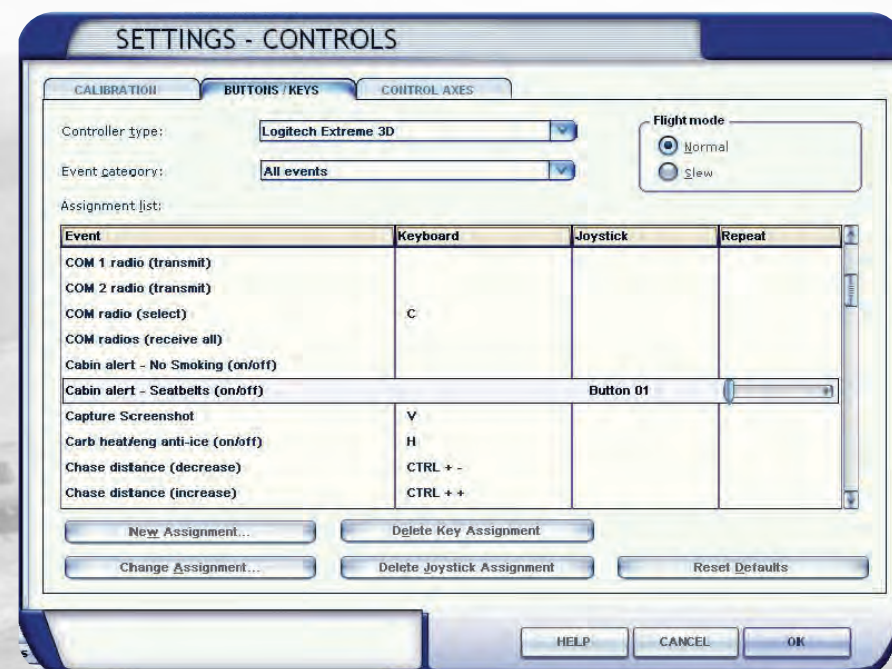 SETTINGS - CONTROLS
CALIBRATION BUTTONS / KEYS CONTROL AXES
Controller type: Logitech Extreme 3D
Flight mode
Normal
Event category: All events
Slew
Assignment list:
Event Keyboard Joystick Repeat
COM 1 radio (transmit)
COM 2 radio (transmit)
COM radio (select) C
COM radios (receive all)
Cabin alert - No Smoking (on/off)
Cabin alert - Seatbelts (on/off) Button 01
Capture Screenshot V
Carb heat/eng anti-ice (on/off) H
Chase distance (decrease) CTRL + -
Chase distance (increase) CTRL + +
New Assignment... Delete Key Assignment
Change Assignment... Delete Joystick Assignment Reset Defaults
HELP CANCEL OK